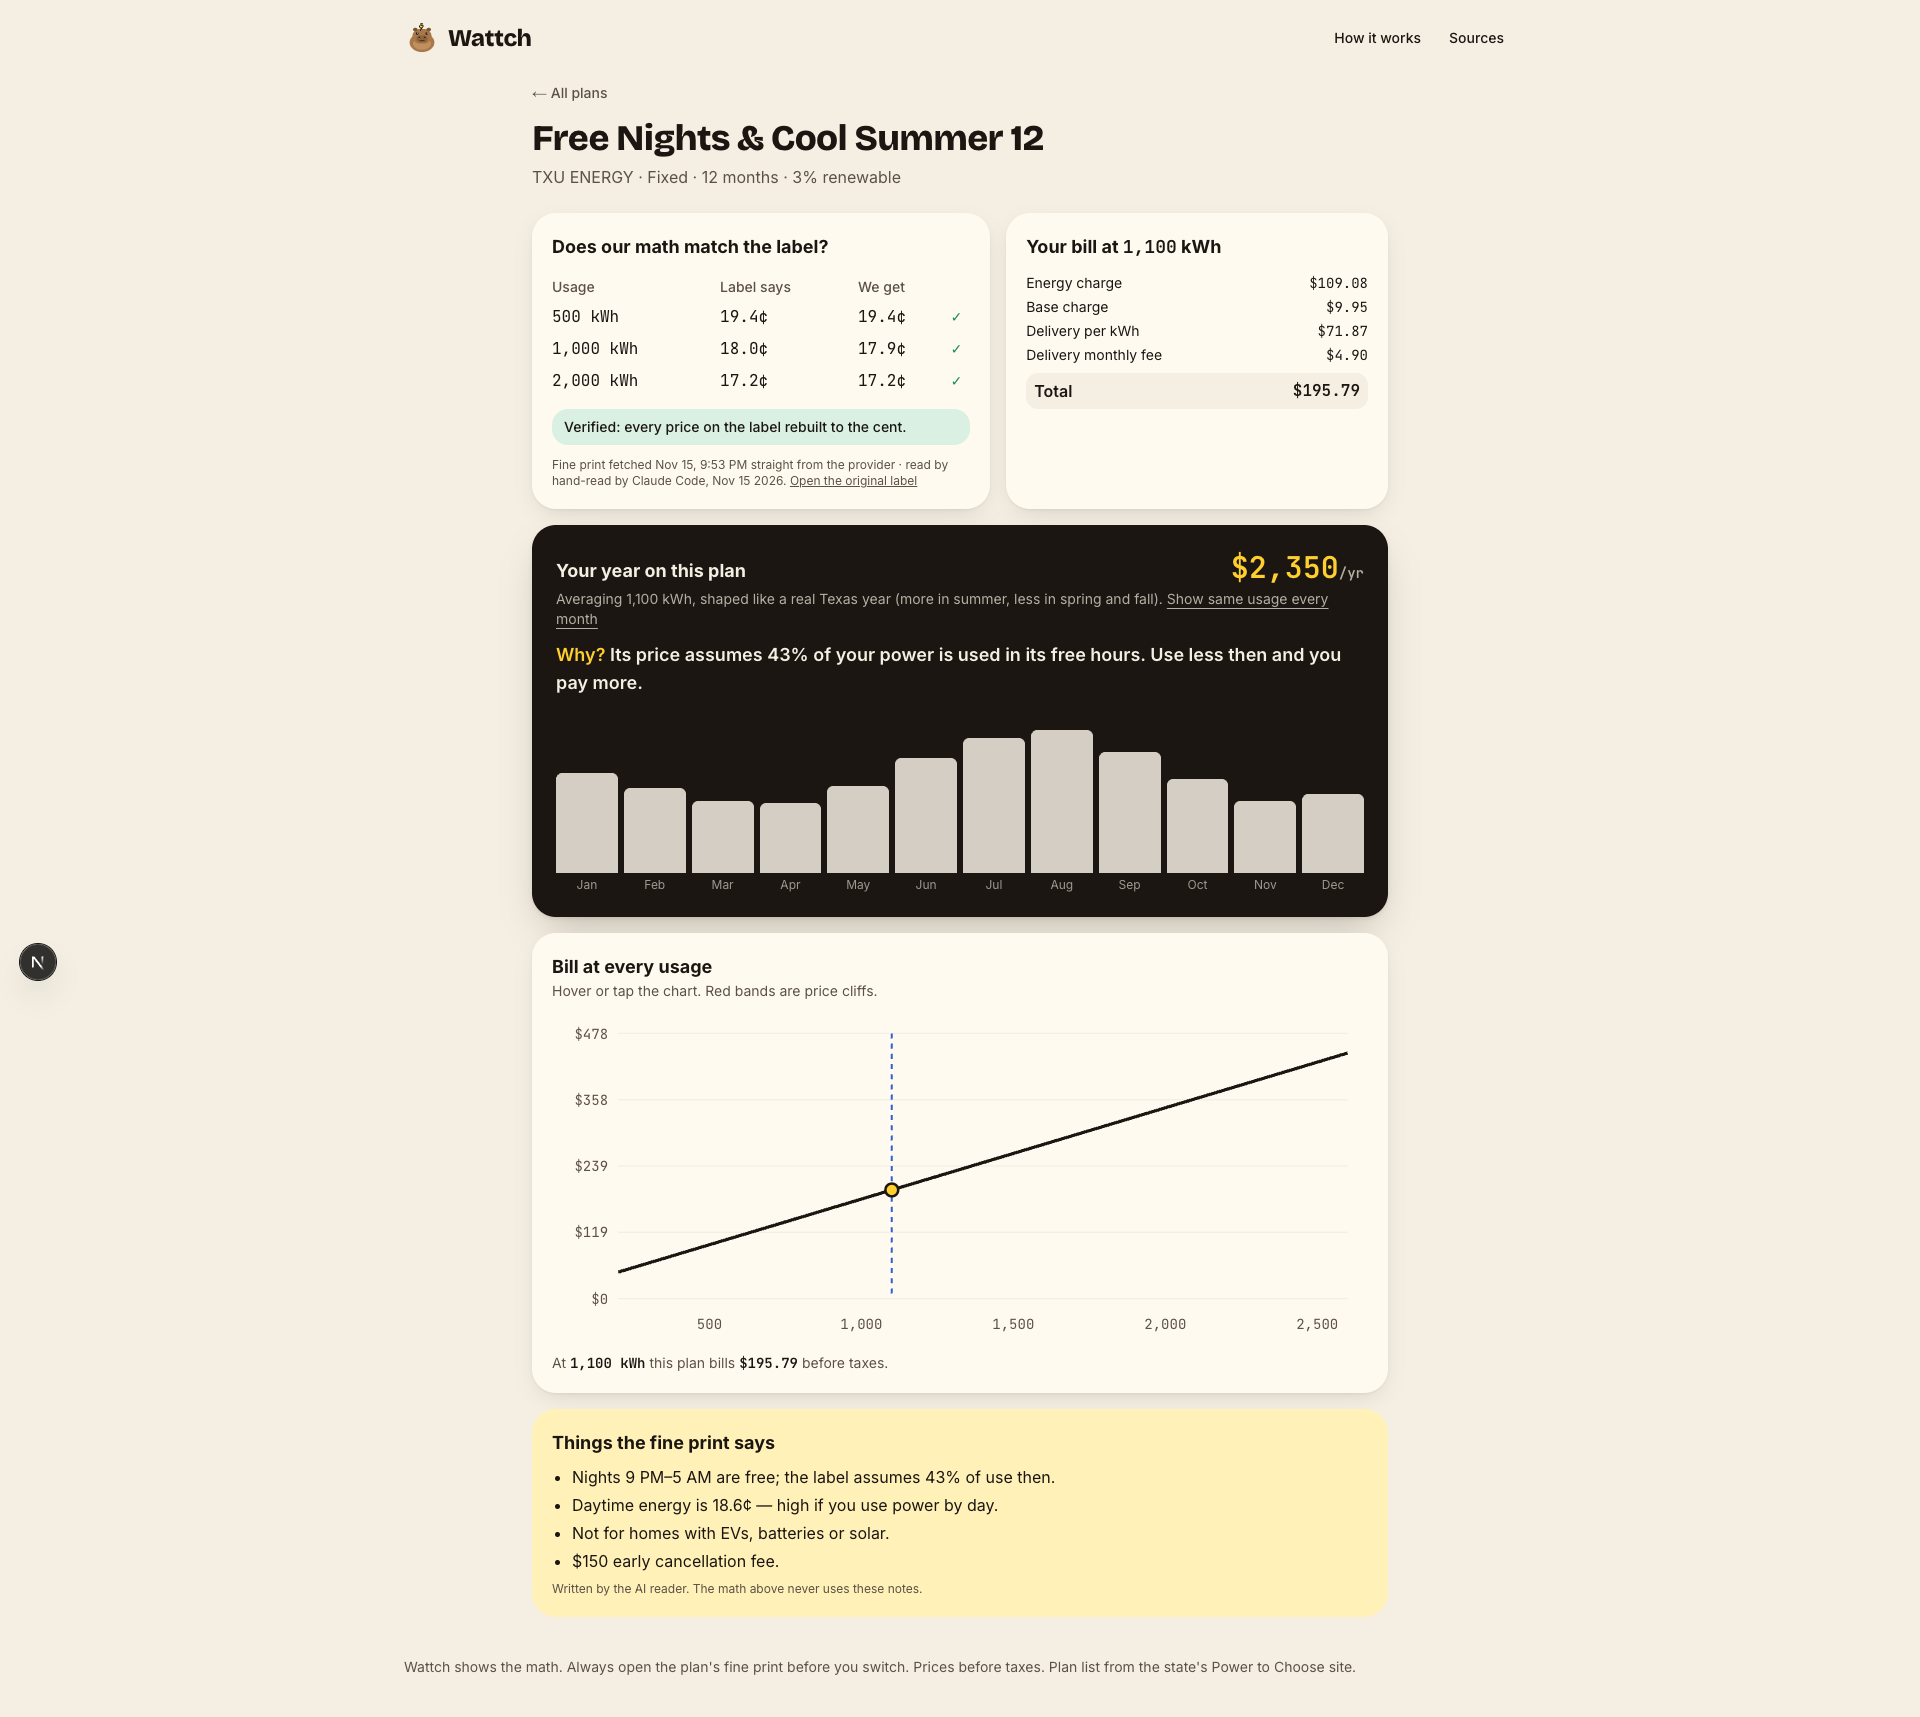 Wattch
How it works
Sources
← All plans
Free Nights & Cool Summer 12
TXU ENERGY · Fixed · 12 months · 3% renewable
Does our math match the label?
Usage Label says We get
500 kWh 19.4¢ 19.4¢ ✓
1,000 kWh 18.0¢ 17.9¢ ✓
2,000 kWh 17.2¢ 17.2¢ ✓
Verified: every price on the label rebuilt to the cent.
Fine print fetched Nov 15, 9:53 PM straight from the provider · read by
hand-read by Claude Code, Nov 15 2026. Open the original label
Your bill at 1,100 kWh
Energy charge $109.08
Base charge $9.95
Delivery per kWh $71.87
Delivery monthly fee $4.90
Total $195.79
Your year on this plan
$2,350/yr
Averaging 1,100 kWh, shaped like a real Texas year (more in summer, less in spring and fall). Show same usage every
month
Why? Its price assumes 43% of your power is used in its free hours. Use less then and you
pay more.
Jan Feb Mar Apr May Jun Jul Aug Sep Oct Nov Dec
N
Bill at every usage
Hover or tap the chart. Red bands are price cliffs.
$478
$358
$239
$119
$0
500 1,000 1,500 2,000 2,500
At 1,100 kWh this plan bills $195.79 before taxes.
Things the fine print says
• Nights 9 PM–5 AM are free; the label assumes 43% of use then.
• Daytime energy is 18.6¢ — high if you use power by day.
• Not for homes with EVs, batteries or solar.
• $150 early cancellation fee.
Written by the AI reader. The math above never uses these notes.
Wattch shows the math. Always open the plan's fine print before you switch. Prices before taxes. Plan list from the state's Power to Choose site.